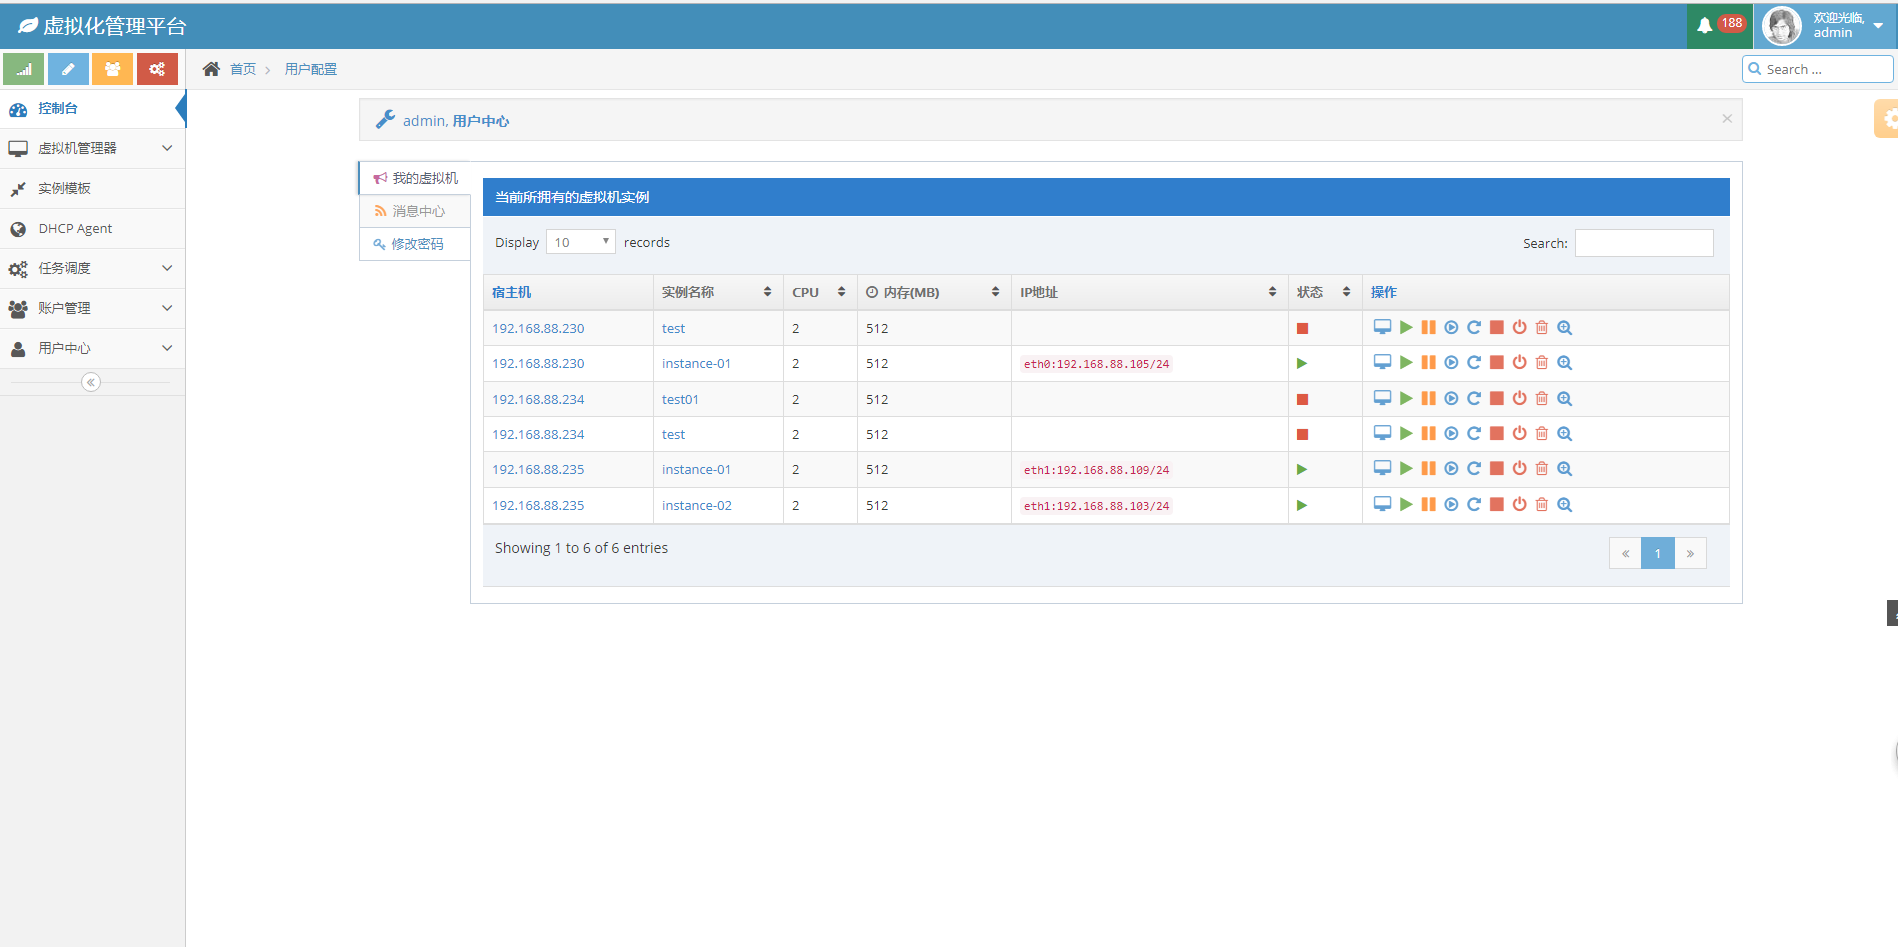 虚拟化管理平台
188
欢迎光临,
admin
首页
用户配置
Search ...
控制台
虚拟机管理器
实例模板
DHCP Agent
任务调度
账户管理
用户中心
admin, 用户中心
×
我的虚拟机
消息中心
修改密码
当前所拥有的虚拟机实例
Display 10 records
Search:
宿主机 实例名称 CPU 内存(MB) IP地址 状态 操作
192.168.88.230 test 2 512
192.168.88.230 instance-01 2 512 eth0:192.168.88.105/24
192.168.88.234 test01 2 512
192.168.88.234 test 2 512
192.168.88.235 instance-01 2 512 eth1:192.168.88.109/24
192.168.88.235 instance-02 2 512 eth1:192.168.88.103/24
Showing 1 to 6 of 6 entries
« 1 »